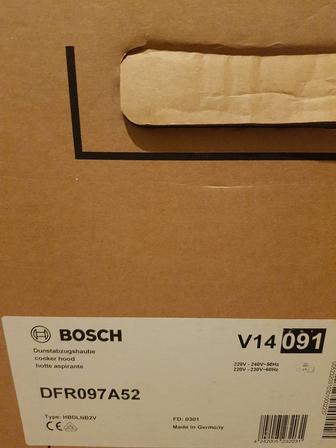 BOSCH
V14 091
Dunstabzugshaube
cooker hood
hotte aspirante
220V - 240V~50Hz
220V - 230V~60Hz
DFR097A52
Type: HBDLNB2V
FD: 0301
Made in Germany
CE